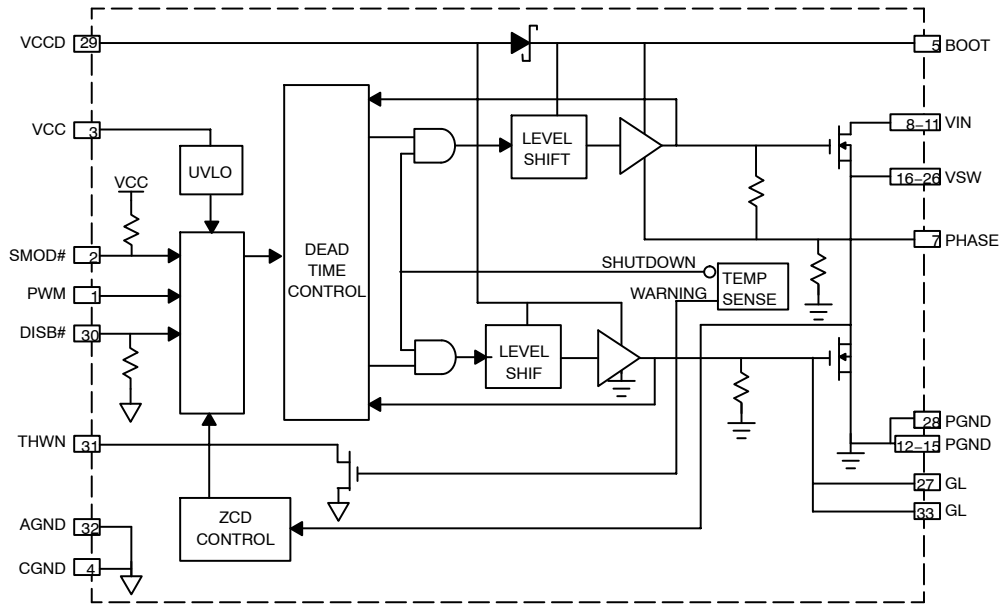 VCCD 29
5 BOOT
VCC 3
8–11 VIN
UVLO
LEVEL
SHIFT
VCC
16–26 VSW
SMOD# 2
DEAD
TIME
CONTROL
7 PHASE
SHUTDOWN
TEMP
SENSE
WARNING
PWM 1
DISB# 30
LEVEL
SHIF
28 PGND
THWN 31
12–15 PGND
27 GL
ZCD
CONTROL
33 GL
AGND 32
CGND 4